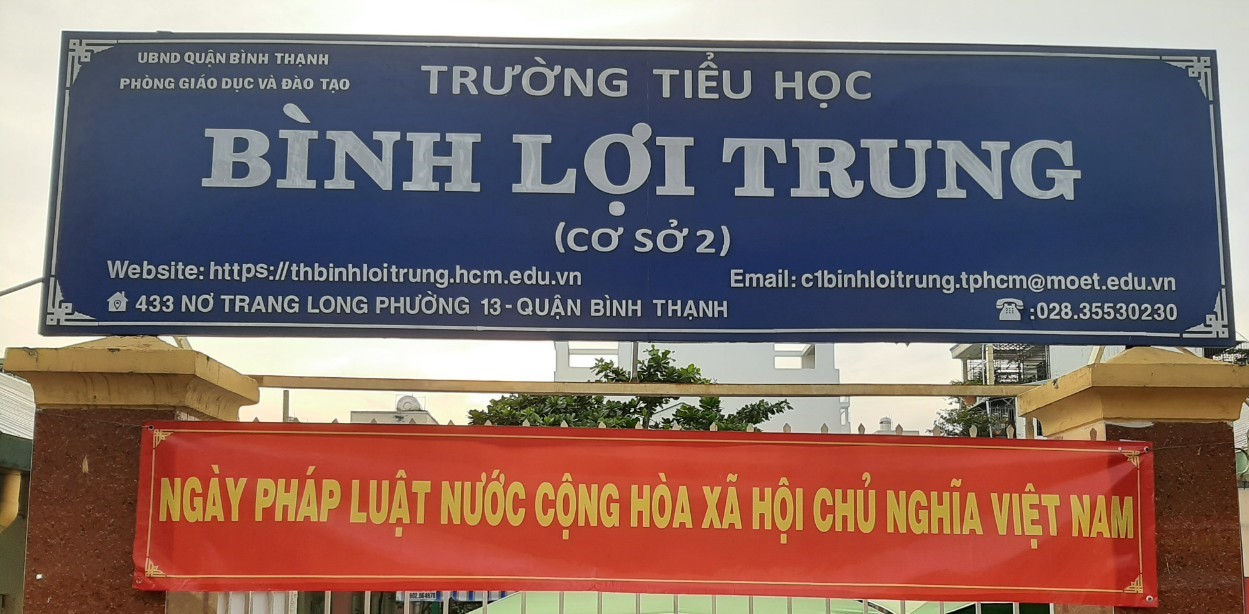 UBND QUẬN BÌNH THẠNH
PHÒNG GIÁO DỤC VÀ ĐÀO TẠO
TRƯỜNG TIỂU HỌC
BÌNH LỢI TRUNG
(CƠ SỞ 2)
Website: https://thbinhloitrung.hcm.edu.vn
Email: c1binhloitrung.tphcm@moet.edu.vn
433 NƠ TRANG LONG PHƯỜNG 13 - QUẬN BÌNH THẠNH
:028.35530230
NGÀY PHÁP LUẬT NƯỚC CỘNG HÒA XÃ HỘI CHỦ NGHĨA VIỆT NAM